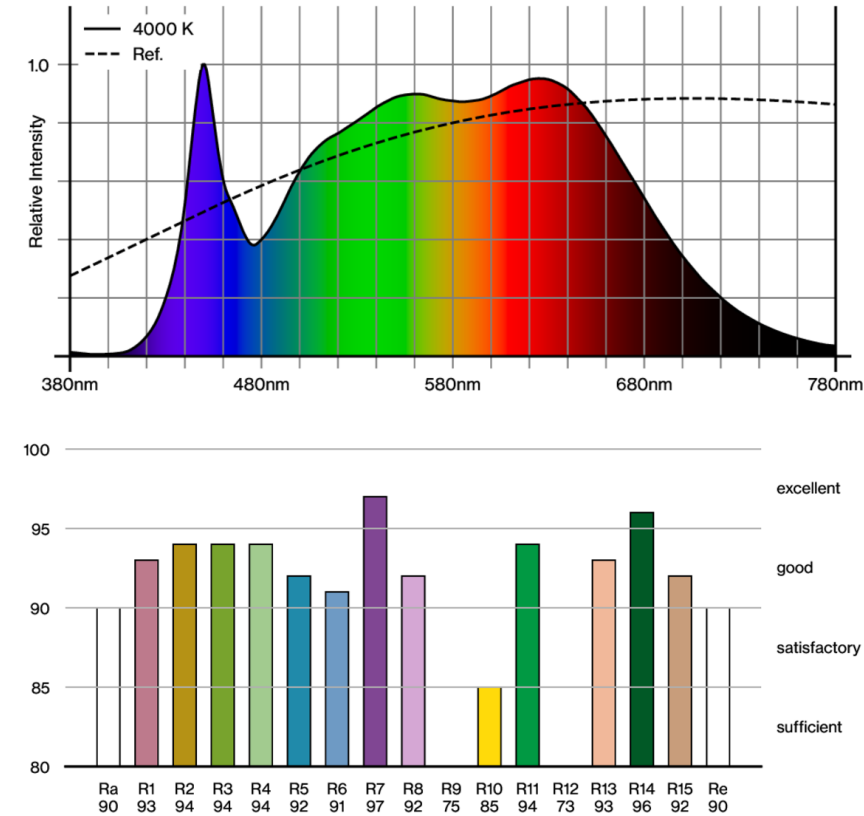 4000 K
Ref.
1.0
Relative Intensity
380nm 480nm 580nm 680nm 780nm
100
excellent
95
good
90
satisfactory
85
sufficient
80
Ra R1 R2 R3 R4 R5 R6 R7 R8 R9 R10 R11 R12 R13 R14 R15 Re
90 93 94 94 94 92 91 97 92 75 85 94 73 93 96 92 90